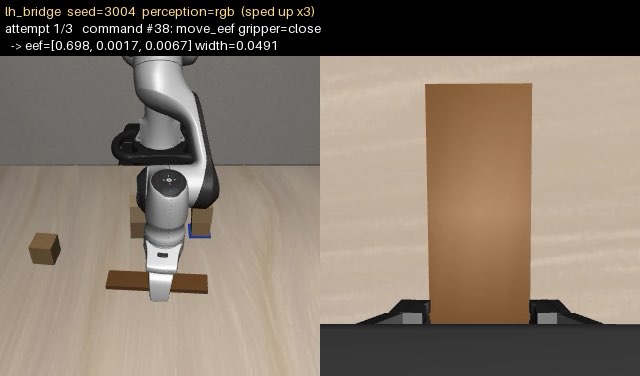 lh_bridge seed=3004 perception=rgb (sped up x3)
attempt 1/3 command #38: move_eef gripper=close
-> eef=[0.698, 0.0017, 0.0067] width=0.0491